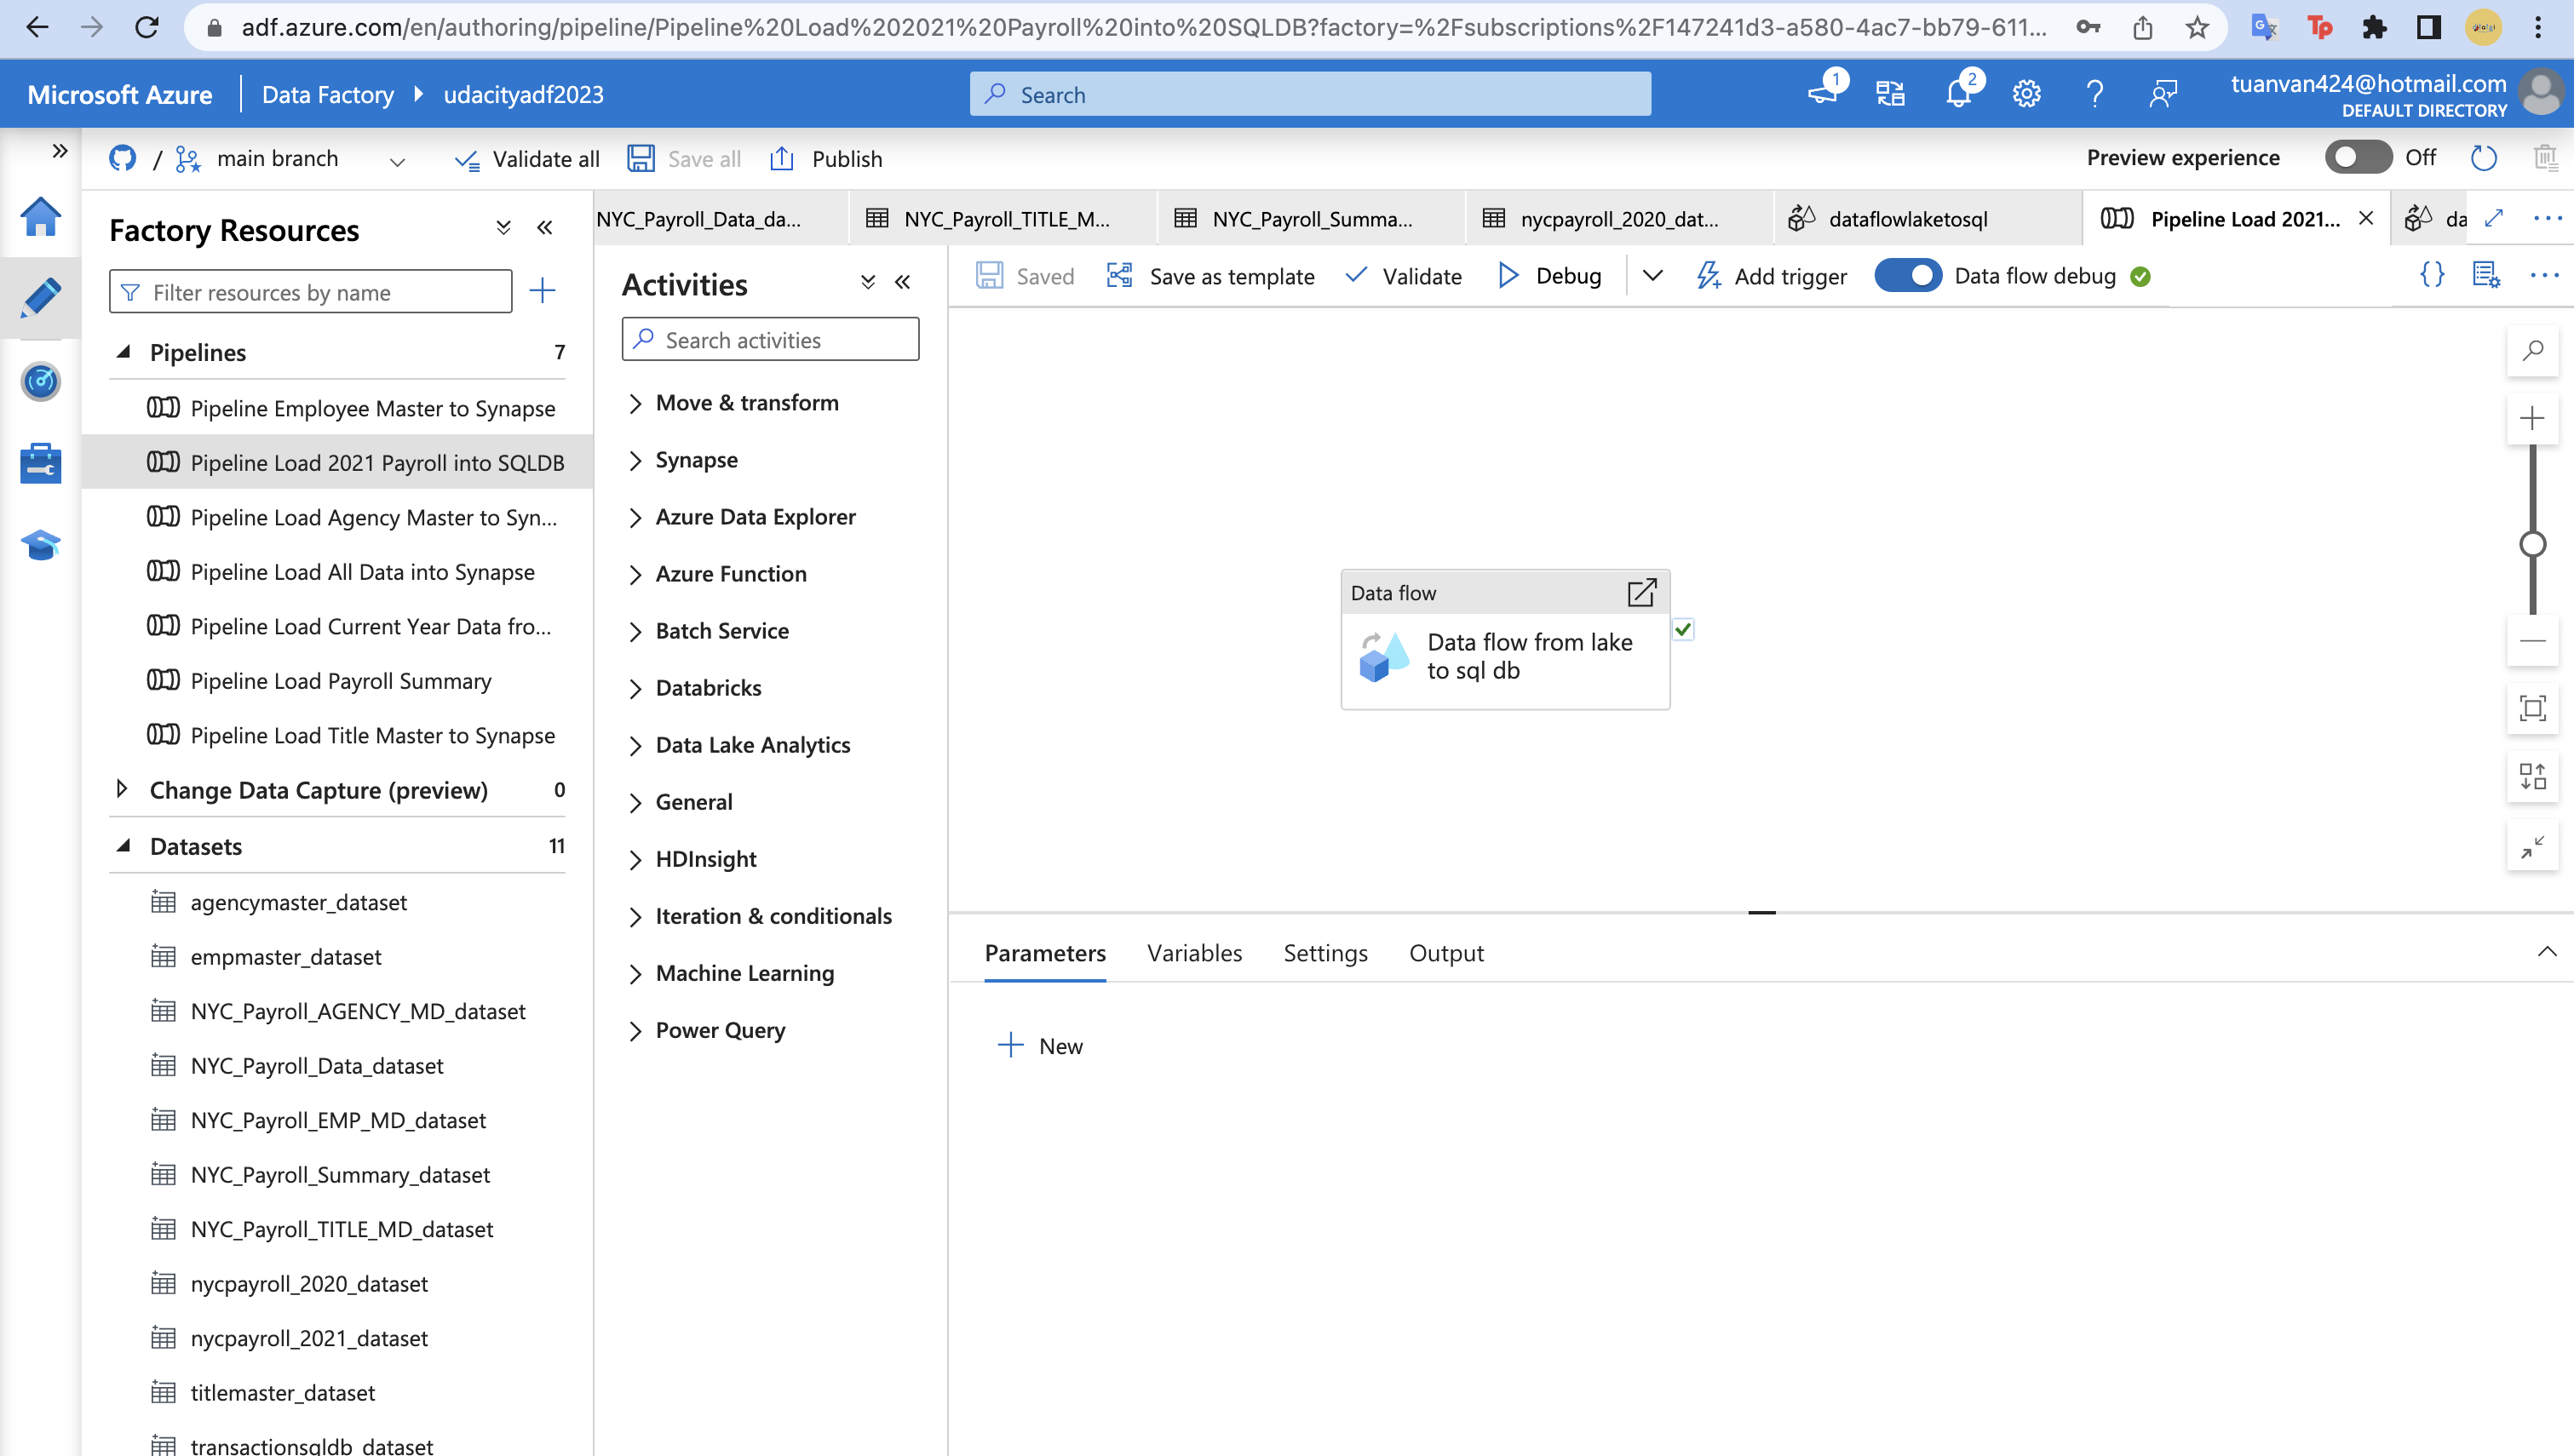 adf.azure.com/en/authoring/pipeline/Pipeline%20Load%202021%20Payroll%20into%20SQLDB?factory=%2Fsubscriptions%2F147241d3-a580-4ac7-bb79-611...
Microsoft Azure
Data Factory
udacityadf2023
Search
1
2
tuanvan424@hotmail.com
DEFAULT DIRECTORY
/
main branch
Validate all
Save all
Publish
Preview experience
Off
Factory Resources
Filter resources by name
Pipelines
7
Pipeline Employee Master to Synapse
Pipeline Load 2021 Payroll into SQLDB
Pipeline Load Agency Master to Syn...
Pipeline Load All Data into Synapse
Pipeline Load Current Year Data fro...
Pipeline Load Payroll Summary
Pipeline Load Title Master to Synapse
Change Data Capture (preview)
0
Datasets
11
agencymaster_dataset
empmaster_dataset
NYC_Payroll_AGENCY_MD_dataset
NYC_Payroll_Data_dataset
NYC_Payroll_EMP_MD_dataset
NYC_Payroll_Summary_dataset
NYC_Payroll_TITLE_MD_dataset
nycpayroll_2020_dataset
nycpayroll_2021_dataset
titlemaster_dataset
transactionsqldb_dataset
NYC_Payroll_Data_da...
NYC_Payroll_TITLE_M...
NYC_Payroll_Summa...
nycpayroll_2020_dat...
dataflowlaketosql
Pipeline Load 2021...
da
Activities
Search activities
Move & transform
Synapse
Azure Data Explorer
Azure Function
Batch Service
Databricks
Data Lake Analytics
General
HDInsight
Iteration & conditionals
Machine Learning
Power Query
Saved
Save as template
Validate
Debug
Add trigger
Data flow debug
{}
Data flow
Data flow from lake
to sql db
Parameters
Variables
Settings
Output
New